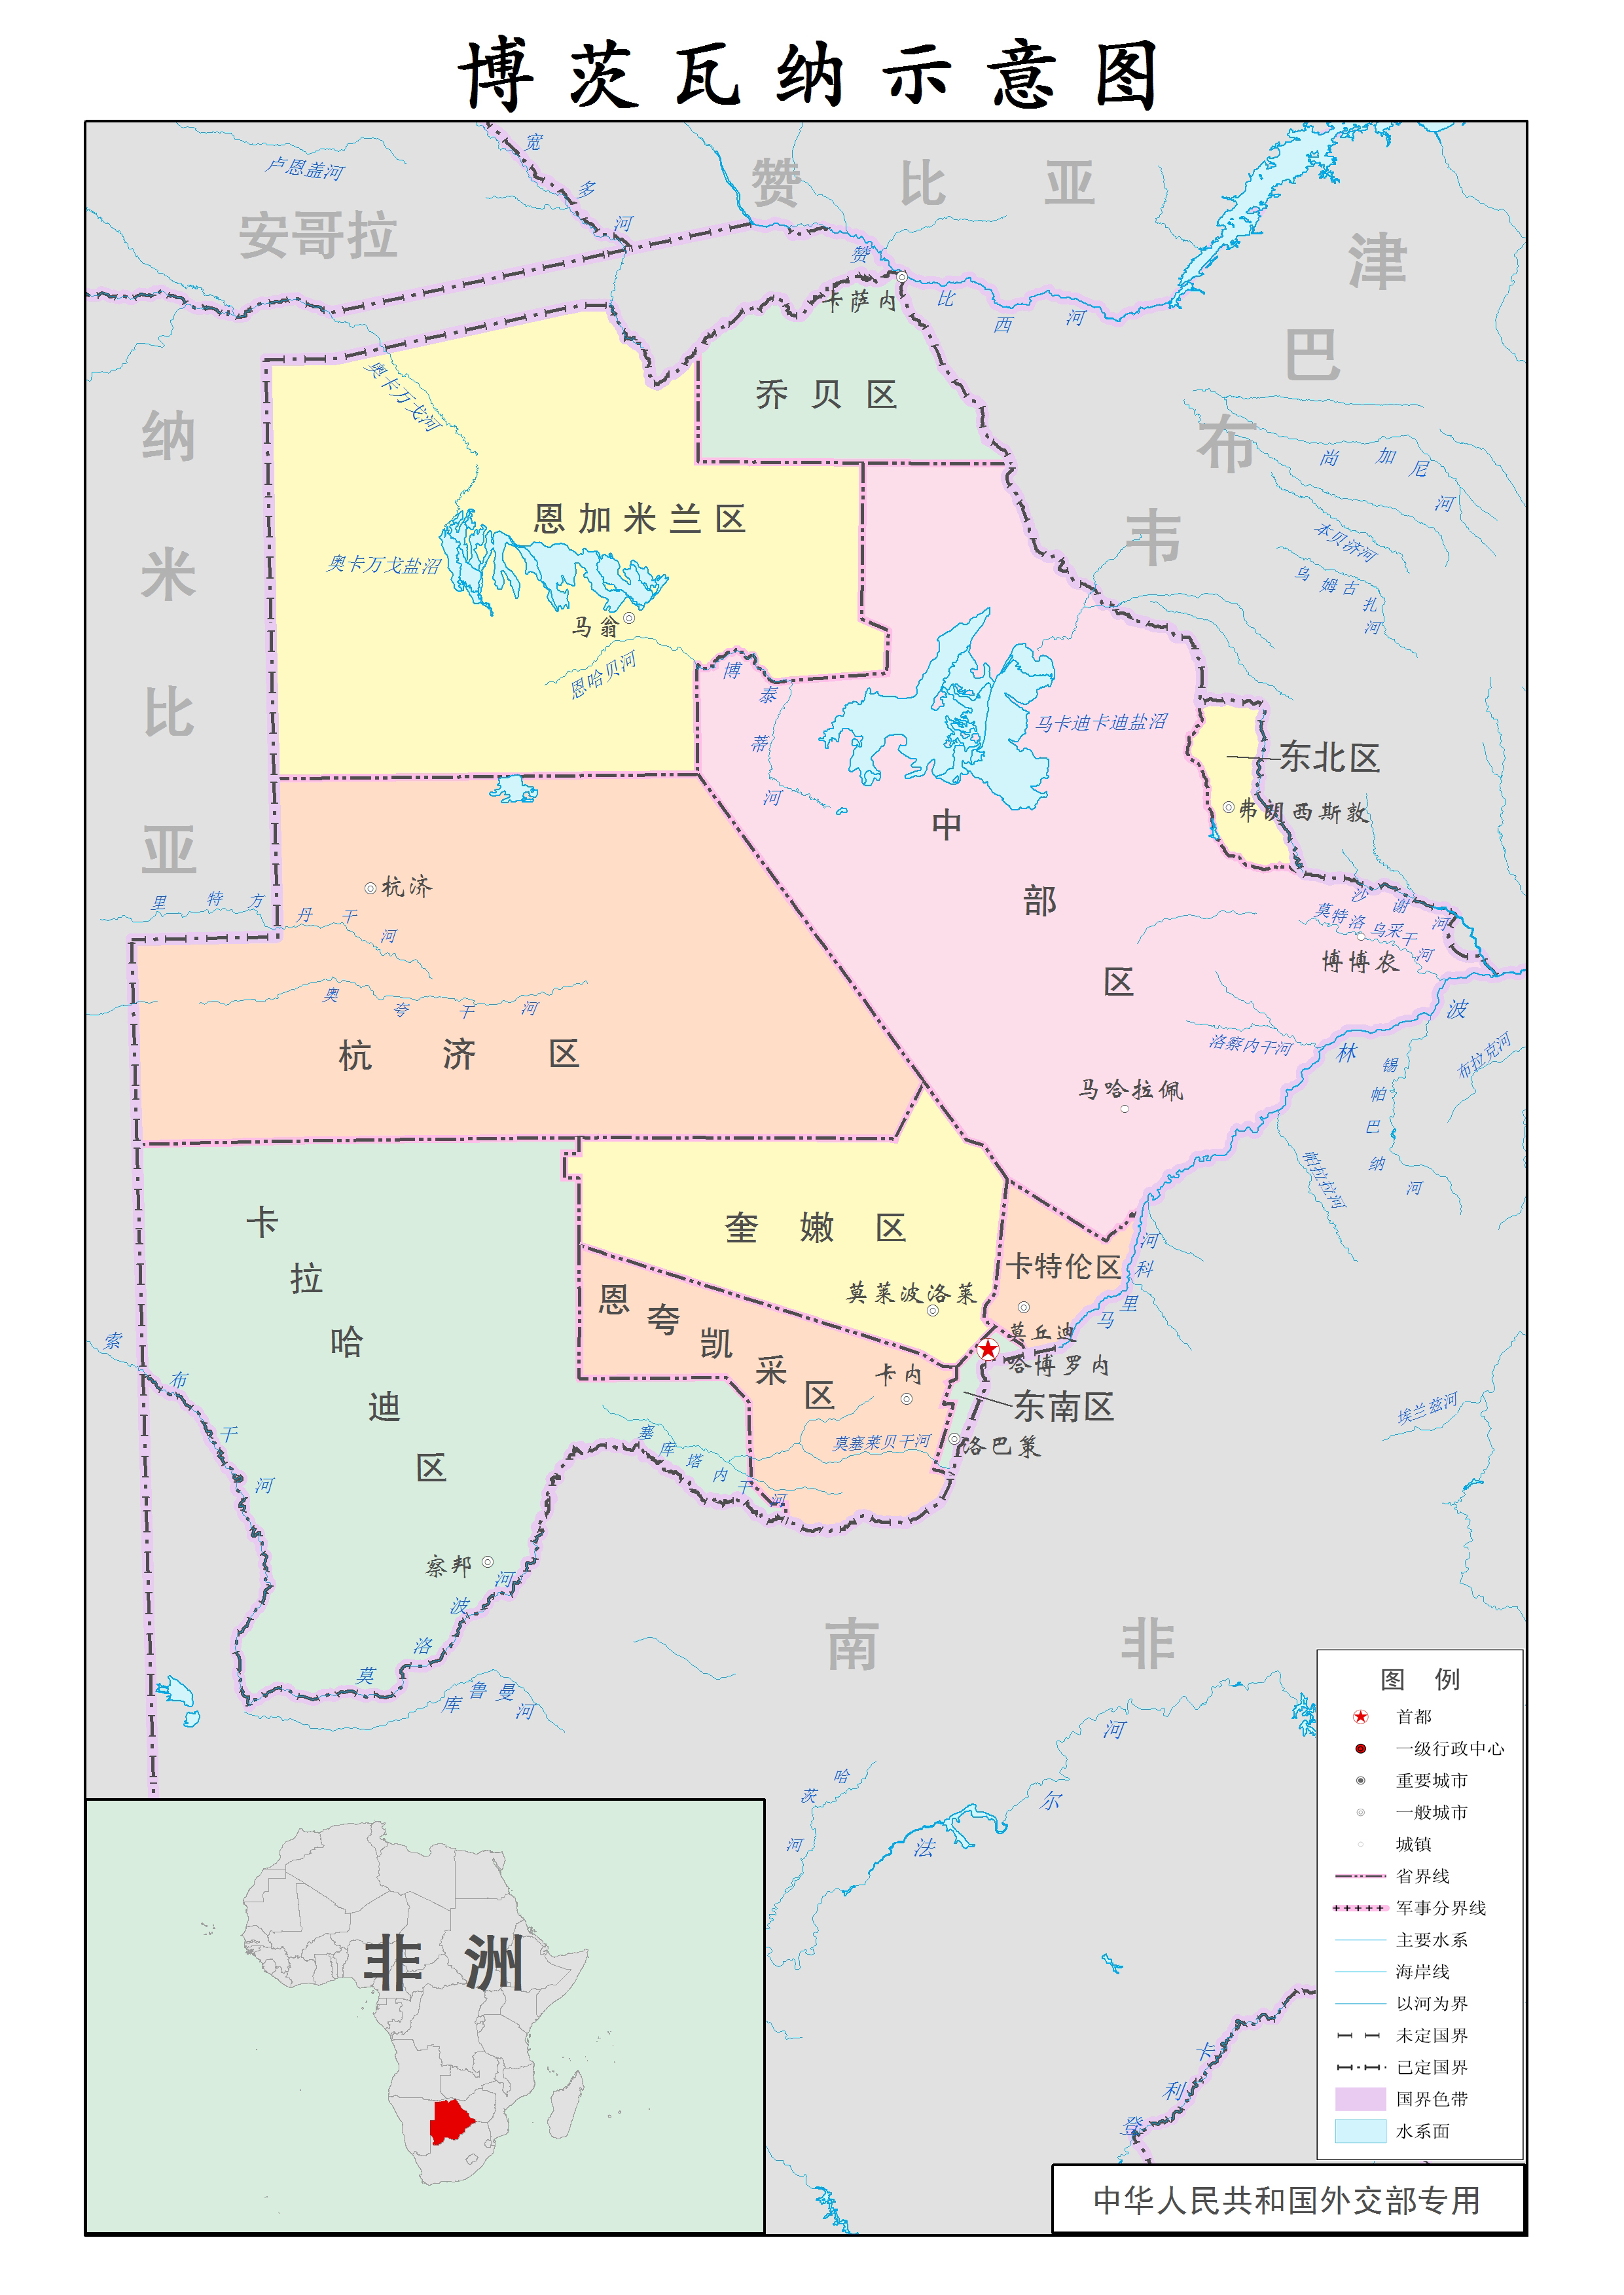 博茨瓦纳示意图
卢恩盖河
宽多河
赞比亚
安哥拉
津巴布韦
赞比西河
卡萨内
奥卡万戈河
乔贝区
纳米比亚
尚加尼河
恩加米兰区
本贝济河
奥卡万戈盐沼
乌姆古扎河
马翁
恩哈贝河
博泰蒂河
马卡迪卡迪盐沼
东北区
弗朗西斯敦
中部区
杭济
里特方丹干河
沙谢河
莫特洛乌采干河
博博农
奥夸干河
波
杭济区
洛察内干河
林
锡帕巴纳河
布拉克河
马哈拉佩
帕拉拉河
卡拉哈迪区
奎嫩区
河
科
里
马
卡特伦区
莫莱波洛莱
恩夸凯采区
莫丘迪
哈博罗内
索布干河
卡内
东南区
埃兰兹河
塞库塔内干河
莫塞莱贝干河
洛巴策
察邦
莫洛波河
库鲁曼河
南非
哈茨河
法尔河
卡利登
非洲
图例
首都
一级行政中心
重要城市
一般城市
城镇
省界线
军事分界线
主要水系
海岸线
以河为界
未定国界
已定国界
国界色带
水系面
中华人民共和国外交部专用